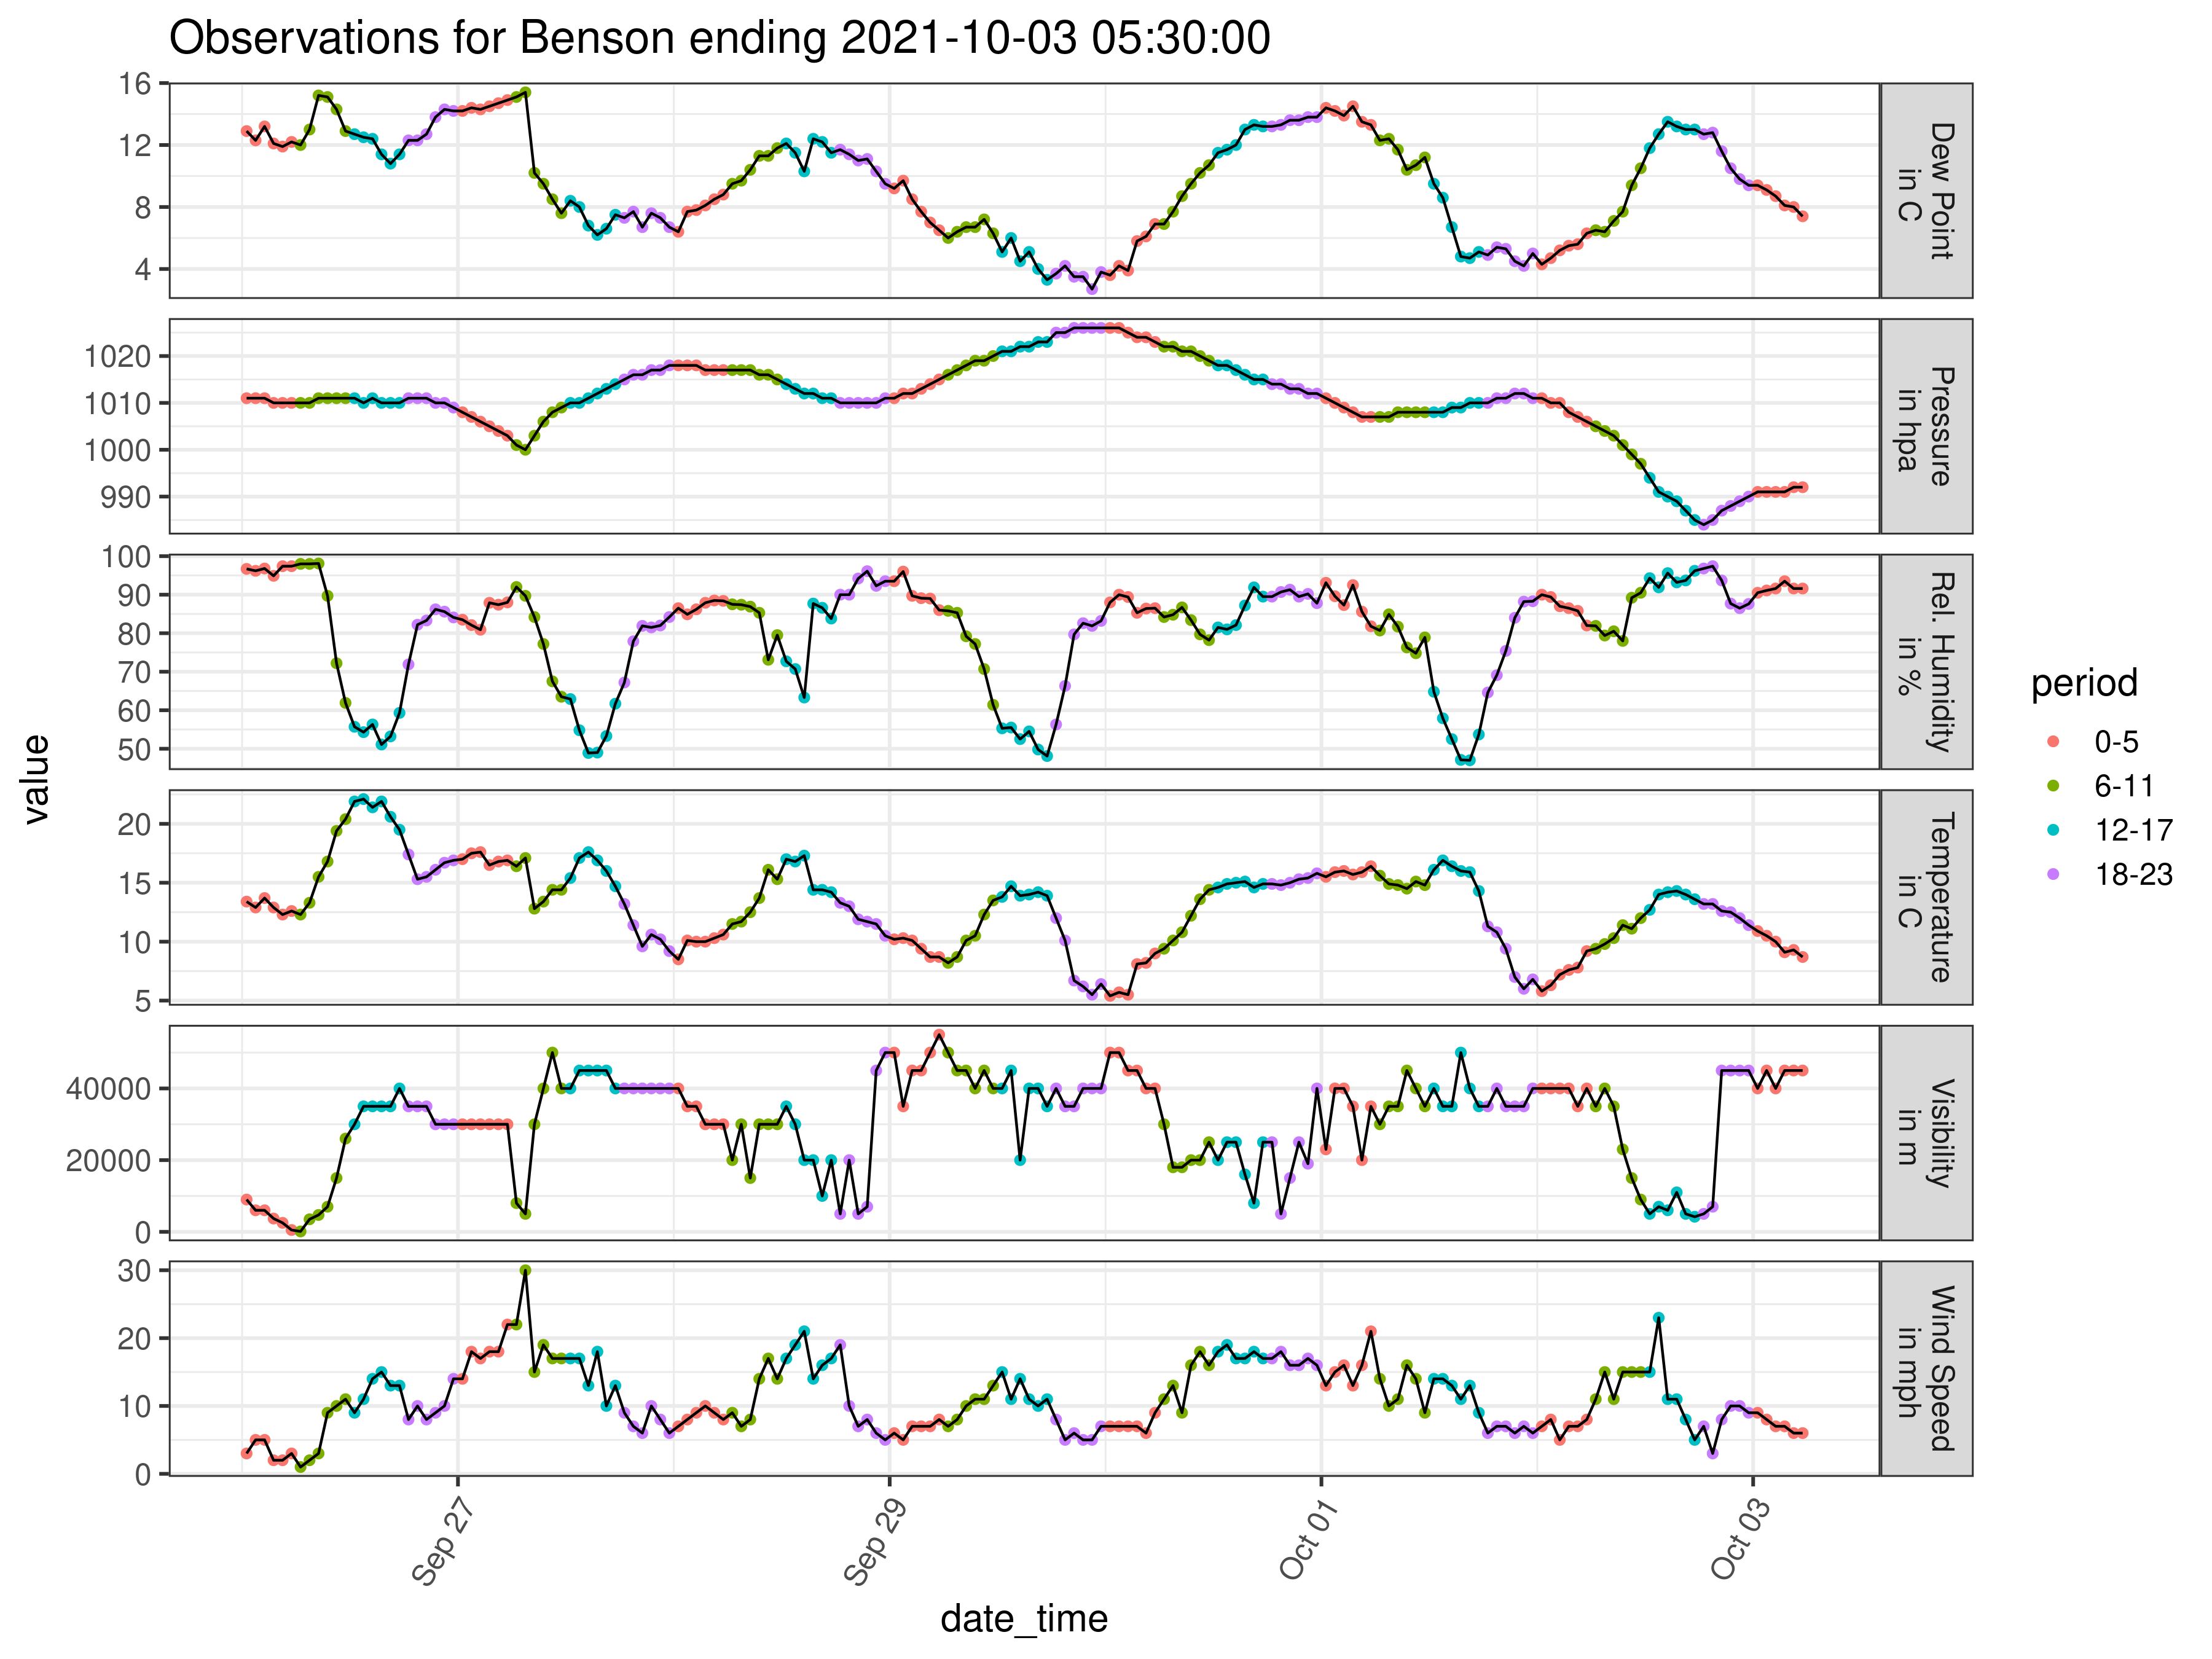 Observations for Benson ending 2021-10-03 05:30:00
value
16
12
8
4
Dew Point
in C
1020
1010
1000
990
Pressure
in hpa
100
90
80
70
60
50
Rel. Humidity
in %
20
15
10
5
Temperature
in C
40000
20000
0
Visibility
in m
30
20
10
0
Wind Speed
in mph
Sep 27
Sep 29
Oct 01
Oct 03
date_time
period
0-5
6-11
12-17
18-23